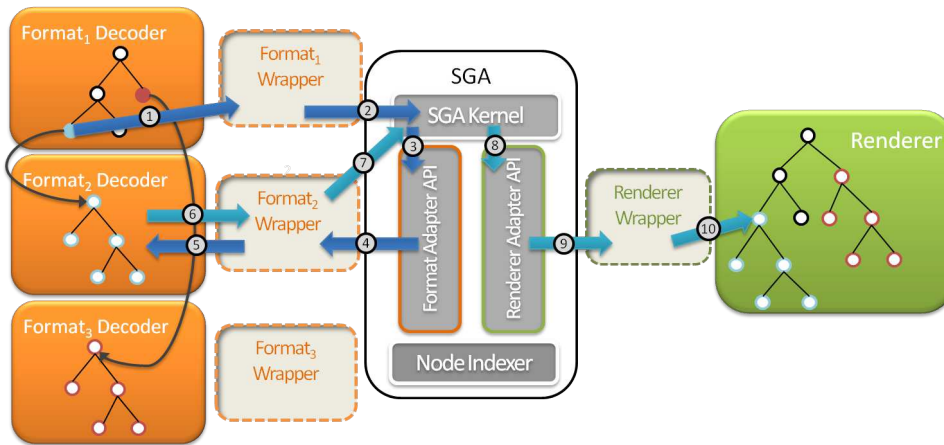 Format₁ Decoder
Format₁
Wrapper
SGA
SGA Kernel
1
2
3
8
Renderer
Format₂ Decoder
7
Format₂
Wrapper
6
5
4
Format Adapter API
Renderer Adapter API
9
Renderer
Wrapper
10
Format₃ Decoder
Format₃
Wrapper
Node Indexer